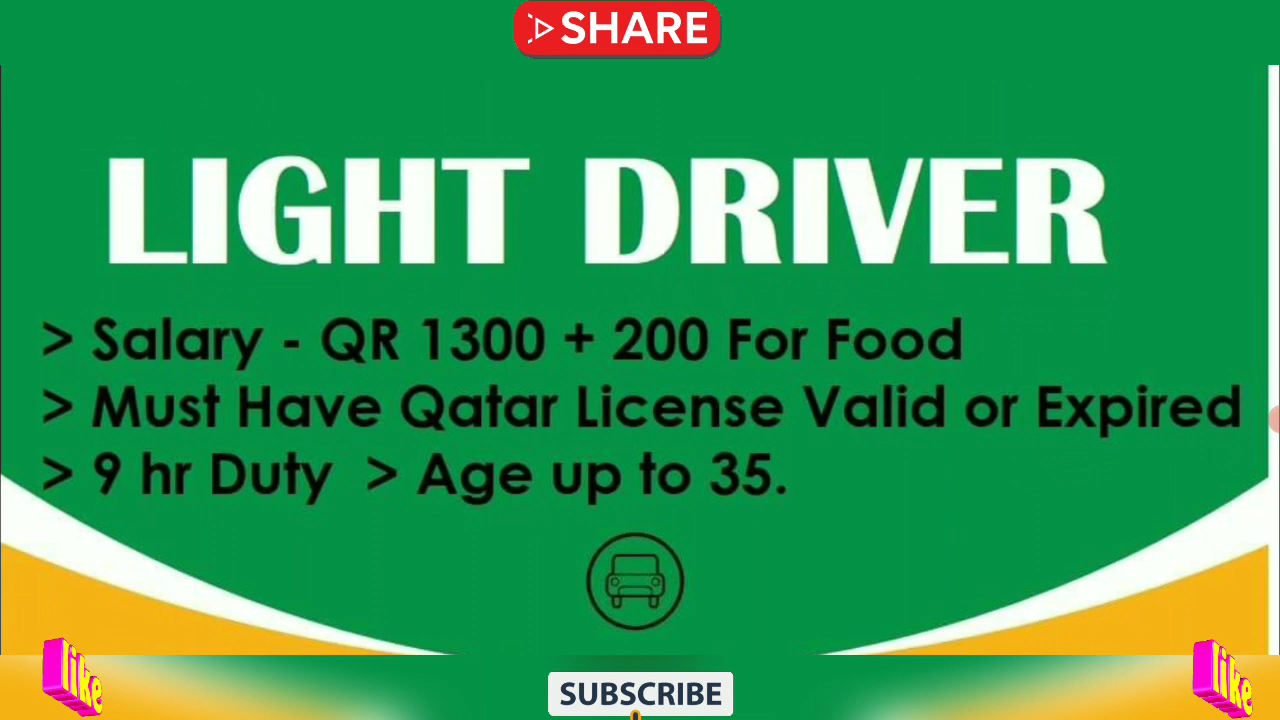 SHARE
LIGHT DRIVER
> Salary - QR 1300 + 200 For Food
> Must Have Qatar License Valid or Expired
> 9 hr Duty > Age up to 35.
like
like
SUBSCRIBE